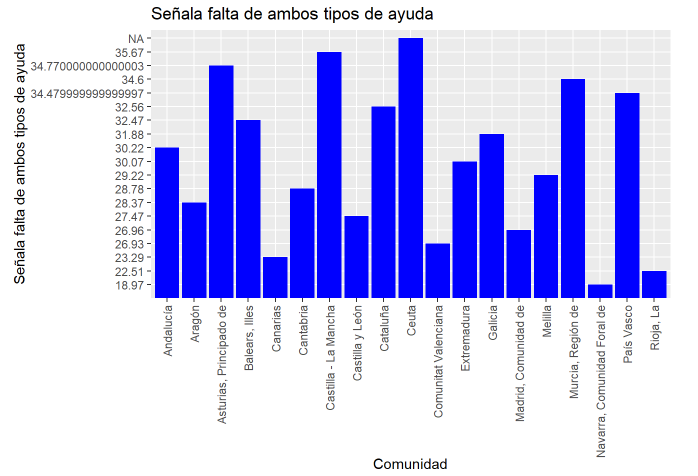 Señala falta de ambos tipos de ayuda
Señala falta de ambos tipos de ayuda
NA
35.67
34.770000000000003
34.6
34.479999999999997
32.56
32.47
31.88
30.22
30.07
29.22
28.78
28.37
27.47
26.96
26.93
23.29
22.51
18.97
Andalucía
Aragón
Asturias, Principado de
Balears, Illes
Canarias
Cantabria
Castilla - La Mancha
Castilla y León
Cataluña
Ceuta
Comunitat Valenciana
Extremadura
Galicia
Madrid, Comunidad de
Melilla
Murcia, Región de
Navarra, Comunidad Foral de
País Vasco
Rioja, La
Comunidad